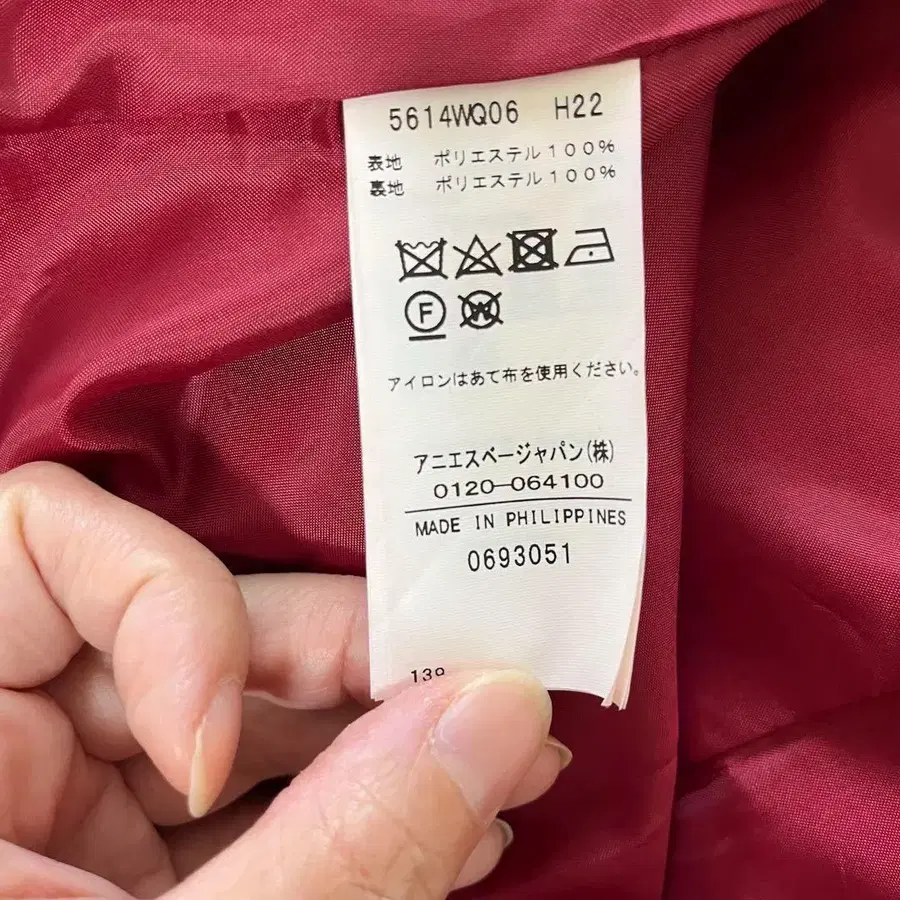 5614WQ06 H22
表地 ポリエステル100%
裏地 ポリエステル100%
F W
アイロンはあて布を使用ください。
アニエスベージャパン(株)
0120-064100
MADE IN PHILIPPINES
0693051